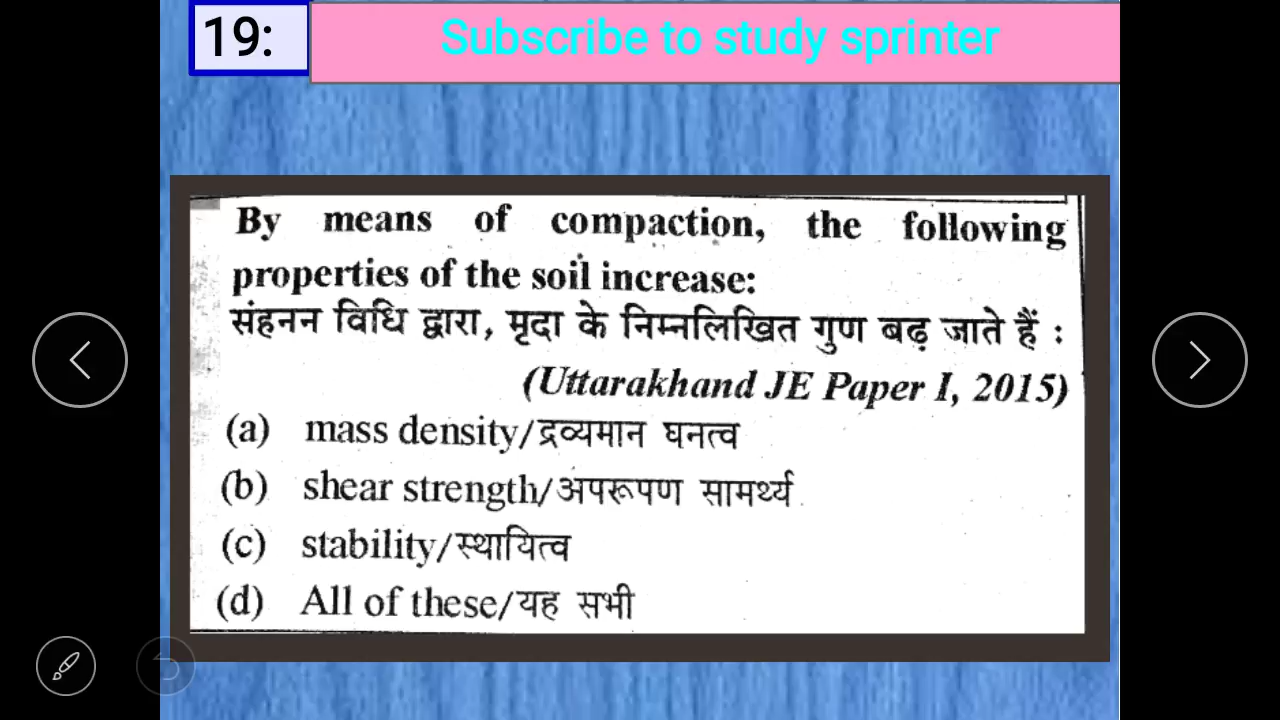 19:
Subscribe to study sprinter
By means of compaction, the following
properties of the soil increase:
संहनन विधि द्वारा, मृदा के निम्नलिखित गुण बढ़ जाते हैं :
(Uttarakhand JE Paper I, 2015)
(a) mass density/द्रव्यमान घनत्व
(b) shear strength/अपरूपण सामर्थ्य
(c) stability/स्थायित्व
(d) All of these/यह सभी